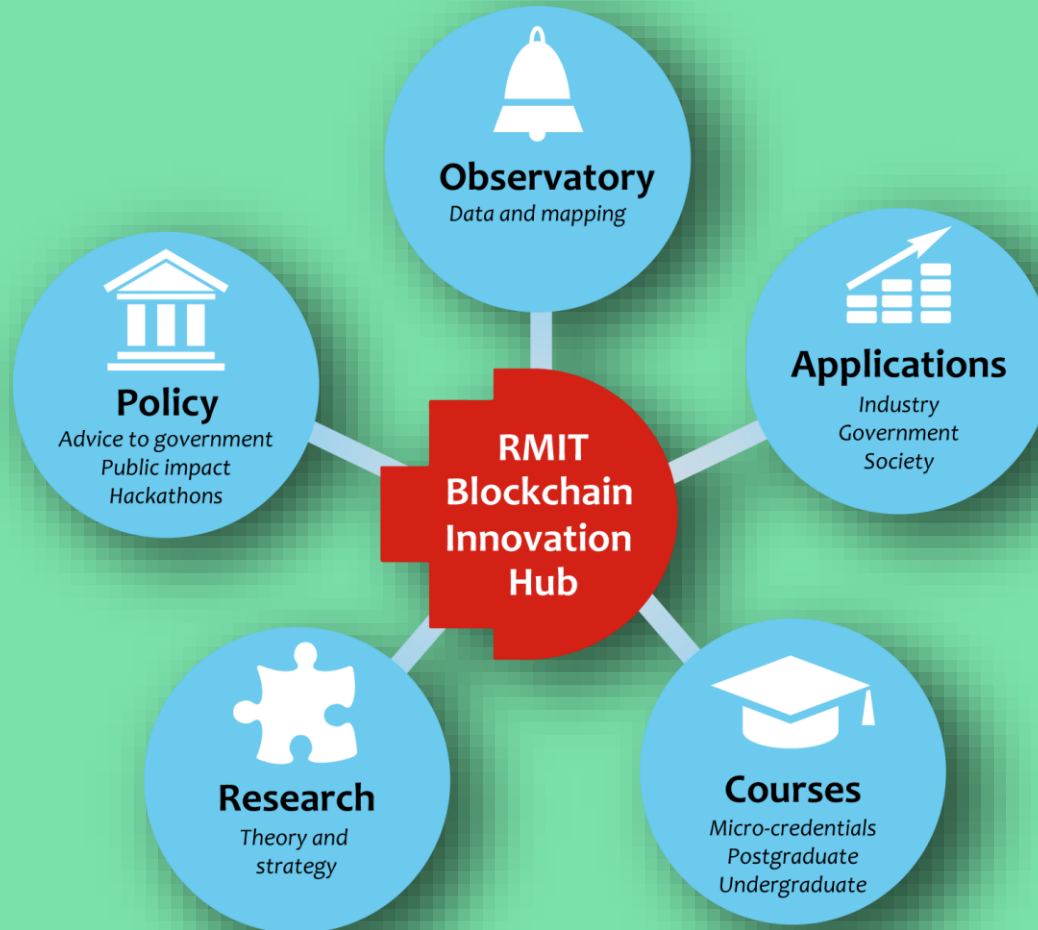 Observatory
Data and mapping
Applications
Industry
Government
Society
Policy
Advice to government
Public impact
Hackathons
RMIT
Blockchain
Innovation
Hub
Research
Theory and
strategy
Courses
Micro-credentials
Postgraduate
Undergraduate